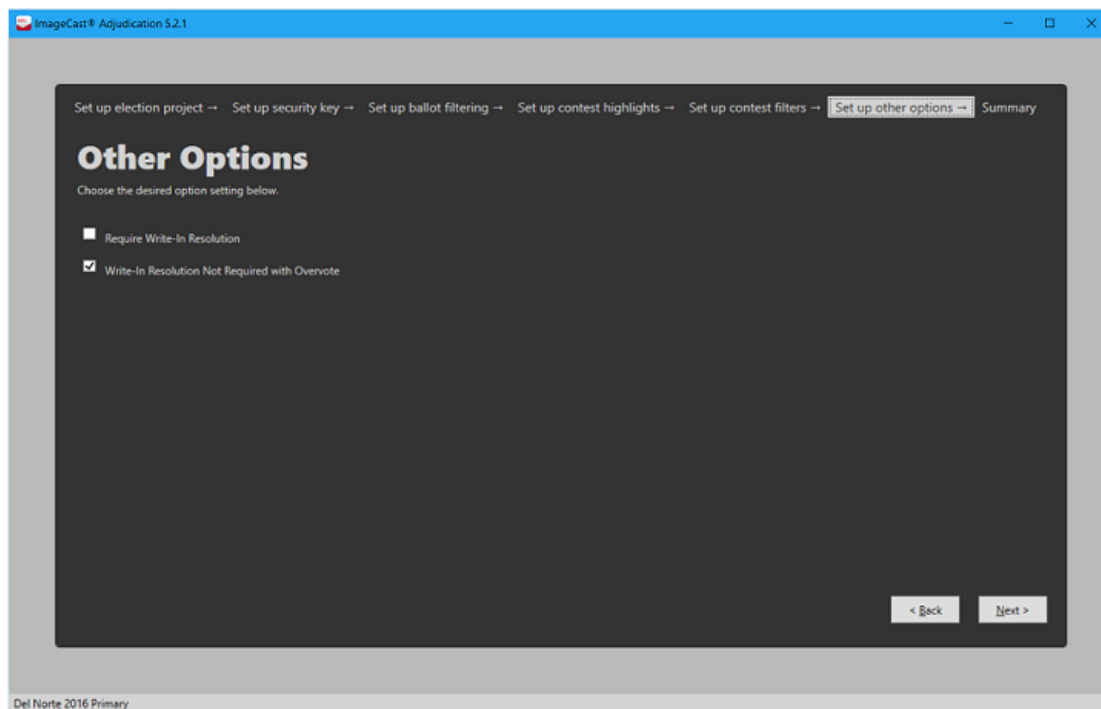 ImageCast® Adjudication 5.2.1
Set up election project → Set up security key → Set up ballot filtering → Set up contest highlights → Set up contest filters → Set up other options → Summary
Other Options
Choose the desired option setting below.
Require Write-In Resolution
Write-In Resolution Not Required with Overvote
< Back Next >
Del Norte 2016 Primary